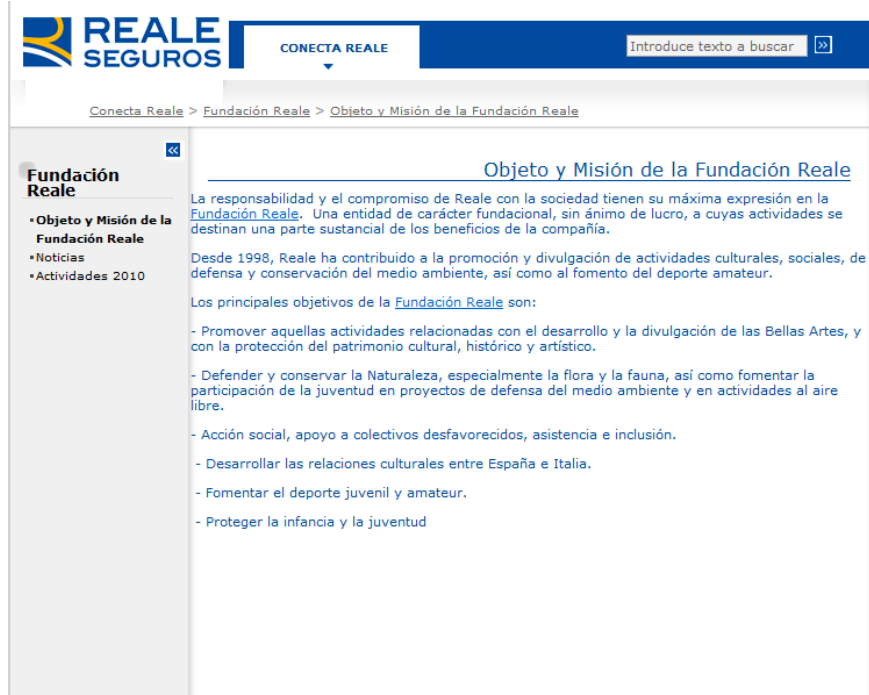 REALE
SEGUROS
CONECTA REALE
Introduce texto a buscar
Conecta Reale > Fundación Reale > Objeto y Misión de la Fundación Reale
Fundación
Reale
Objeto y Misión de la
Fundación Reale
Noticias
Actividades 2010
Objeto y Misión de la Fundación Reale
La responsabilidad y el compromiso de Reale con la sociedad tienen su máxima expresión en la
Fundación Reale.  Una entidad de carácter fundacional, sin ánimo de lucro, a cuyas actividades se
destinan una parte sustancial de los beneficios de la compañía.
Desde 1998, Reale ha contribuido a la promoción y divulgación de actividades culturales, sociales, de
defensa y conservación del medio ambiente, así como al fomento del deporte amateur.
Los principales objetivos de la Fundación Reale son:
- Promover aquellas actividades relacionadas con el desarrollo y la divulgación de las Bellas Artes, y
con la protección del patrimonio cultural, histórico y artístico.
- Defender y conservar la Naturaleza, especialmente la flora y la fauna, así como fomentar la
participación de la juventud en proyectos de defensa del medio ambiente y en actividades al aire
libre.
- Acción social, apoyo a colectivos desfavorecidos, asistencia e inclusión.
- Desarrollar las relaciones culturales entre España e Italia.
- Fomentar el deporte juvenil y amateur.
- Proteger la infancia y la juventud